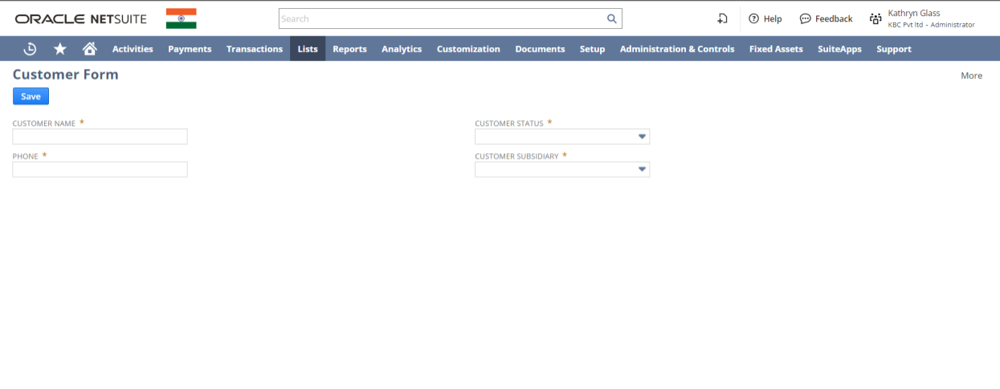 ORACLE NETSUITE
Search
Help
Feedback
Kathryn Glass
KBC Pvt ltd - Administrator
Activities Payments Transactions Lists Reports Analytics Customization Documents Setup Administration & Controls Fixed Assets SuiteApps Support
Customer Form
More
Save
CUSTOMER NAME *
CUSTOMER STATUS *
PHONE *
CUSTOMER SUBSIDIARY *